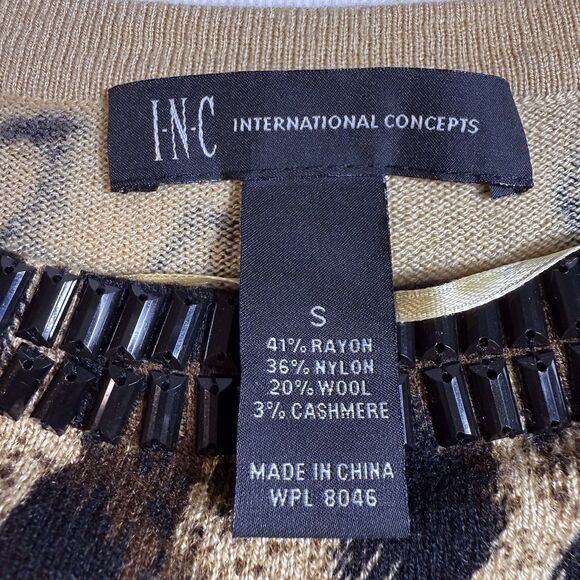 I·N·C INTERNATIONAL CONCEPTS
S
41% RAYON
36% NYLON
20% WOOL
3% CASHMERE
MADE IN CHINA
WPL 8046